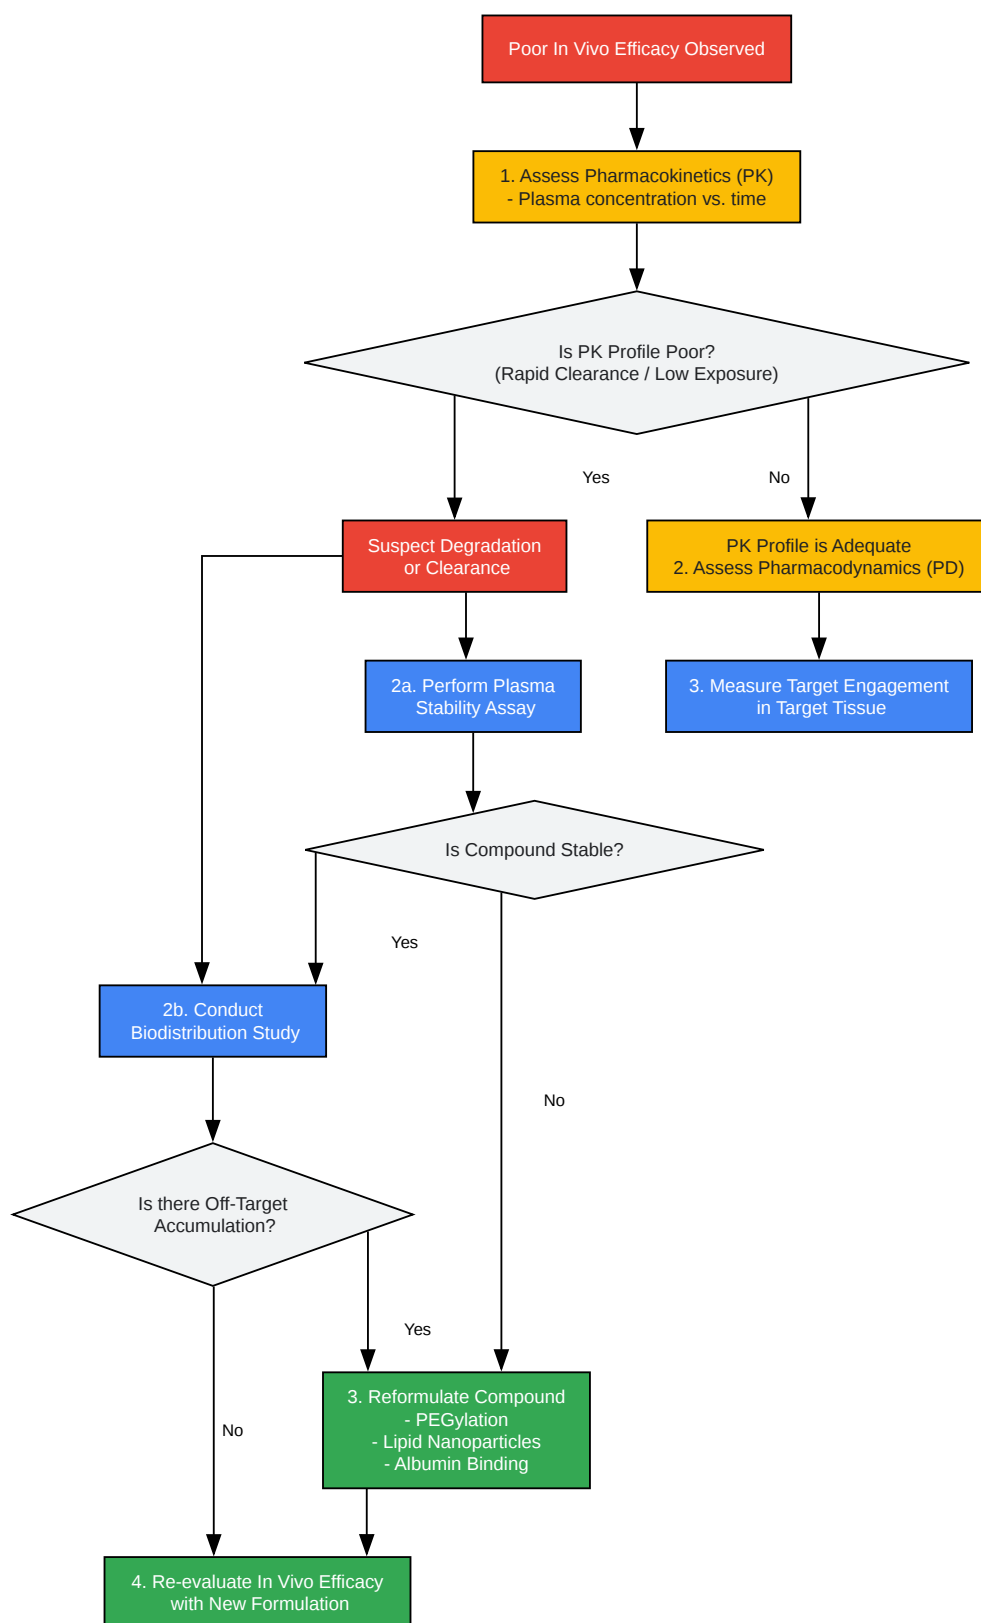 Poor In Vivo Efficacy Observed
1. Assess Pharmacokinetics (PK)
- Plasma concentration vs. time
Is PK Profile Poor?
(Rapid Clearance / Low Exposure)
Yes
No
Suspect Degradation
or Clearance
PK Profile is Adequate
2. Assess Pharmacodynamics (PD)
2a. Perform Plasma
Stability Assay
3. Measure Target Engagement
in Target Tissue
Is Compound Stable?
Yes
2b. Conduct
Biodistribution Study
No
Is there Off-Target
Accumulation?
Yes
3. Reformulate Compound
- PEGylation
- Lipid Nanoparticles
- Albumin Binding
No
4. Re-evaluate In Vivo Efficacy
with New Formulation